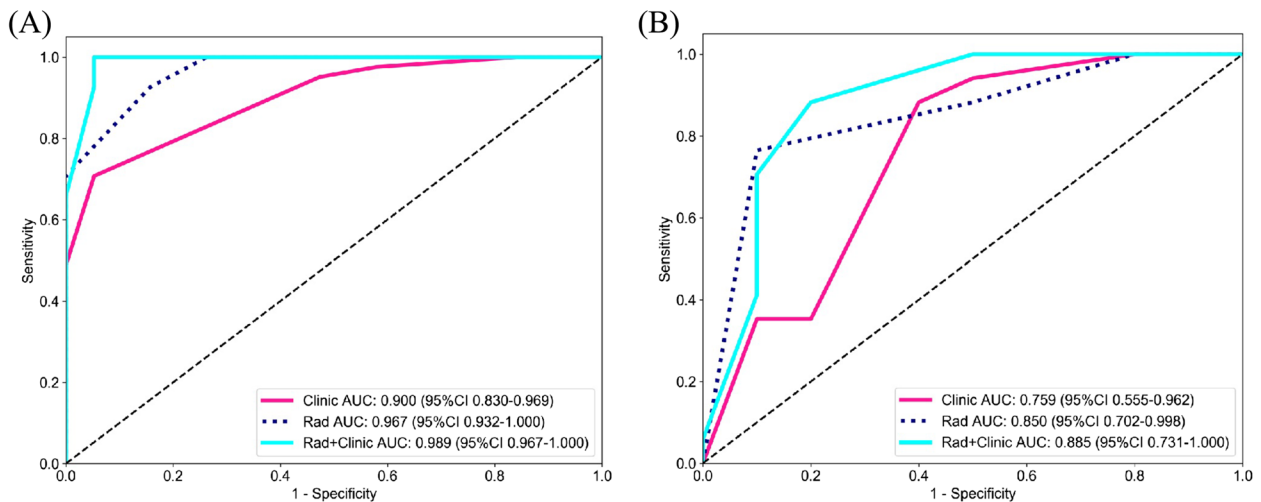 (A)
1.0
0.8
0.6
0.4
0.2
0.0
Sensitivity
0.0 0.2 0.4 0.6 0.8 1.0
1 - Specificity
Clinic AUC: 0.900 (95%CI 0.830-0.969)
Rad AUC: 0.967 (95%CI 0.932-1.000)
Rad+Clinic AUC: 0.989 (95%CI 0.967-1.000)
(B)
1.0
0.8
0.6
0.4
0.2
0.0
Sensitivity
0.0 0.2 0.4 0.6 0.8 1.0
1 - Specificity
Clinic AUC: 0.759 (95%CI 0.555-0.962)
Rad AUC: 0.850 (95%CI 0.702-0.998)
Rad+Clinic AUC: 0.885 (95%CI 0.731-1.000)